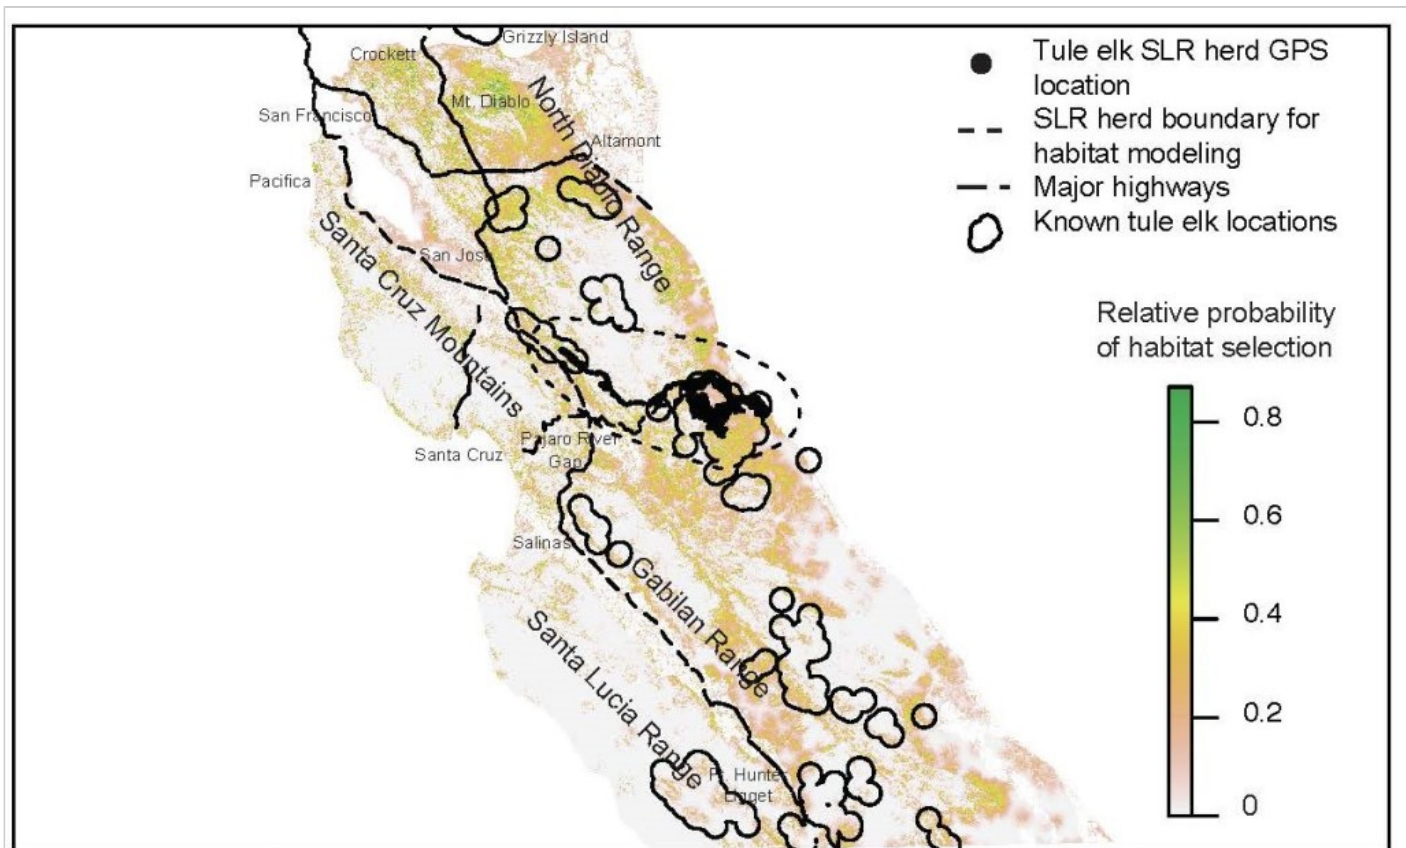 Grizzly Island
Crockett
Mt. Diablo
San Francisco
North Diablo Range
Altamont
Pacifica
San Jose
Santa Cruz Mountains
Pajaro River
Gap
Santa Cruz
Salinas
Gabilan Range
Santa Lucia Range
Ft. Hunter
Ligget
Tule elk SLR herd GPS
location
SLR herd boundary for
habitat modeling
Major highways
Known tule elk locations
Relative probability
of habitat selection
0.8
0.6
0.4
0.2
0